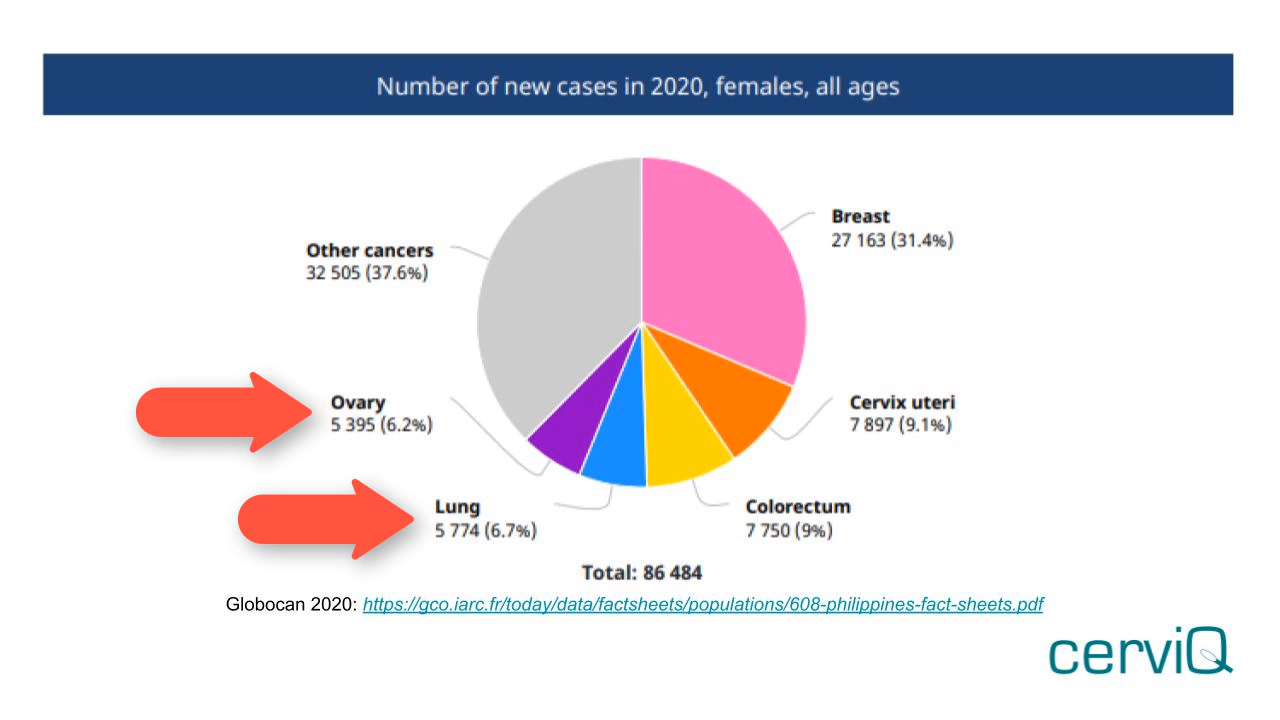 Number of new cases in 2020, females, all ages
Breast
27 163 (31.4%)
Other cancers
32 505 (37.6%)
Ovary
5 395 (6.2%)
Cervix uteri
7 897 (9.1%)
Lung
5 774 (6.7%)
Colorectum
7 750 (9%)
Total: 86 484
Globocan 2020: https://gco.iarc.fr/today/data/factsheets/populations/608-philippines-fact-sheets.pdf
cerviQ